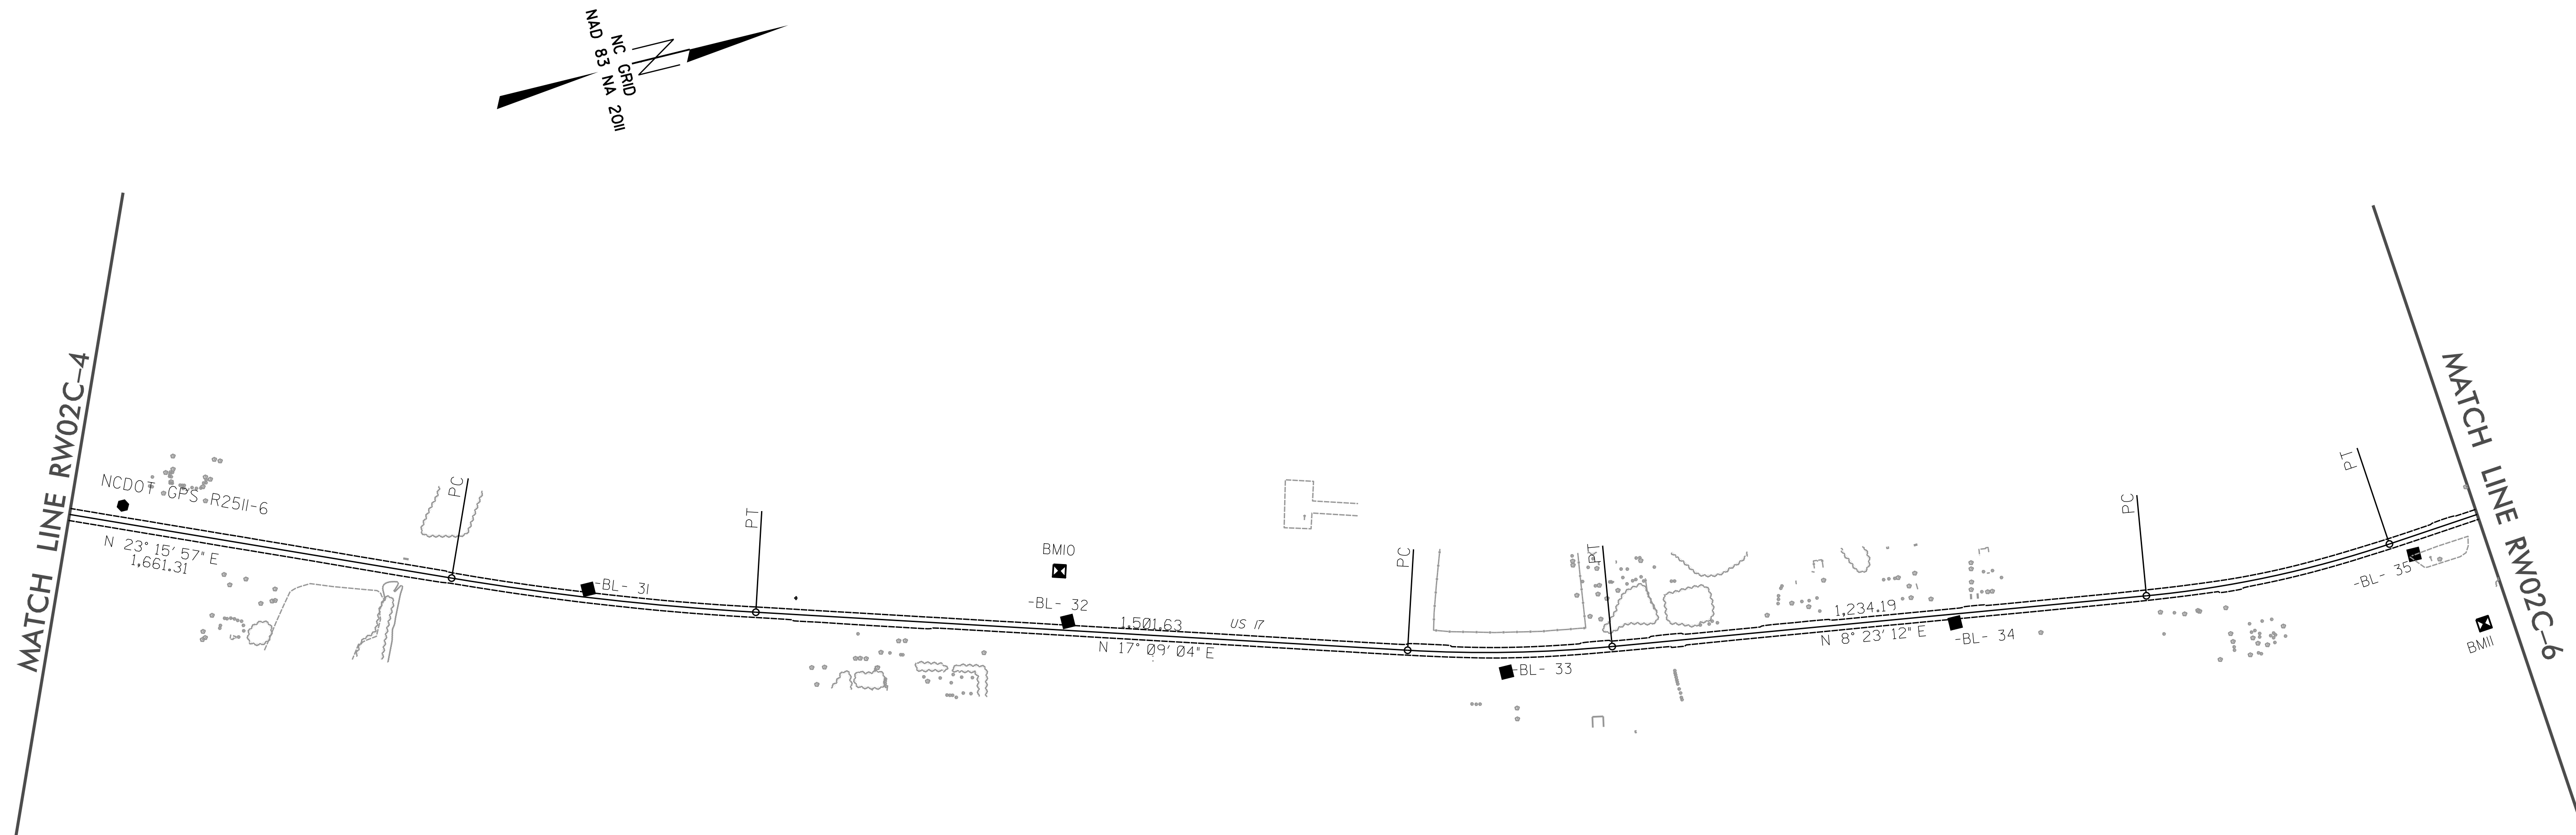 NC GRID
NAD 83 NA 2011
MATCH LINE RW02C-4
NCDOT GPS R2511-6
N 23° 15' 57" E
1,661.31
PC
-BL- 31
PT
BM10
-BL- 32
1,501.63
US 17
N 17° 09' 04" E
PC
-BL- 33
PT
1,234.19
N 8° 23' 12" E
-BL- 34
PC
PT
-BL- 35
BM11
MATCH LINE RW02C-6